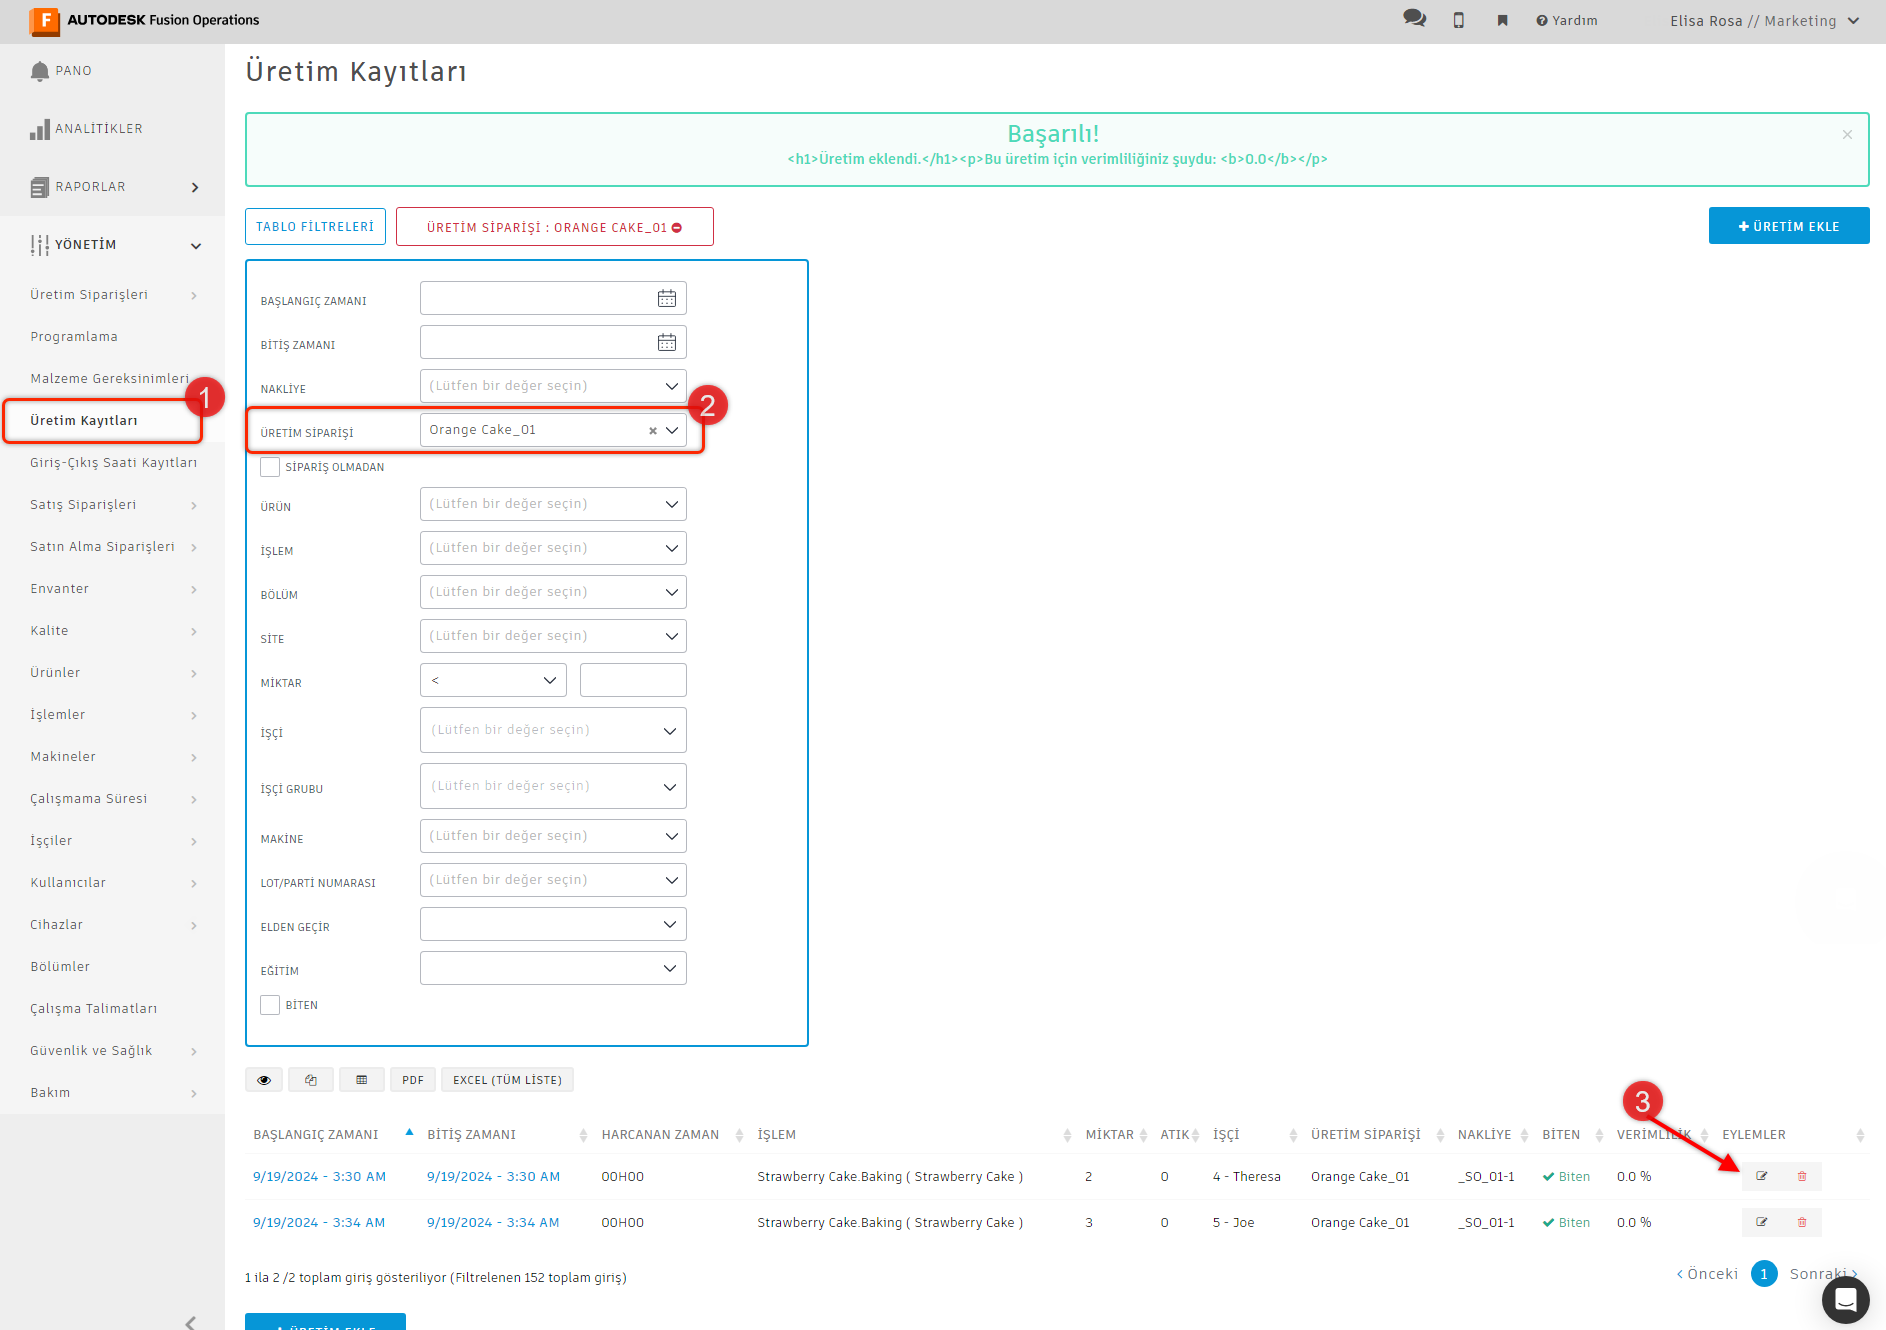 AUTODESK Fusion Operations
Yardım
Elisa Rosa // Marketing
PANO
ANALİTİKLER
RAPORLAR
YÖNETİM
Üretim Siparişleri
Programlama
Malzeme Gereksinimleri
1
Üretim Kayıtları
Giriş-Çıkış Saati Kayıtları
Satış Siparişleri
Satın Alma Siparişleri
Envanter
Kalite
Ürünler
İşlemler
Makineler
Çalışmama Süresi
İşçiler
Kullanıcılar
Cihazlar
Bölümler
Çalışma Talimatları
Güvenlik ve Sağlık
Bakım
Üretim Kayıtları
Başarılı!
×
<h1>Üretim eklendi.</h1><p>Bu üretim için verimliliğiniz şuydu: <b>0.0</b></p>
TABLO FİLTRELERİ
ÜRETİM SİPARİŞİ : ORANGE CAKE_01
ÜRETİM EKLE
BAŞLANGIÇ ZAMANI
BİTİŞ ZAMANI
NAKLİYE (Lütfen bir değer seçin)
2
ÜRETİM SİPARİŞİ Orange Cake_01 ×
SİPARİŞ OLMADAN
ÜRÜN (Lütfen bir değer seçin)
İŞLEM (Lütfen bir değer seçin)
BÖLÜM (Lütfen bir değer seçin)
SİTE (Lütfen bir değer seçin)
MİKTAR <
İŞÇİ (Lütfen bir değer seçin)
İŞÇİ GRUBU (Lütfen bir değer seçin)
MAKİNE (Lütfen bir değer seçin)
LOT/PARTİ NUMARASI (Lütfen bir değer seçin)
ELDEN GEÇİR
EĞİTİM
BİTEN
PDF
EXCEL (TÜM LİSTE)
3
BAŞLANGIÇ ZAMANI BİTİŞ ZAMANI HARCANAN ZAMAN İŞLEM MİKTAR ATIK İŞÇİ ÜRETİM SİPARİŞİ NAKLİYE BİTEN VERİMLİLİK EYLEMLER
9/19/2024 - 3:30 AM 9/19/2024 - 3:30 AM 00H00 Strawberry Cake.Baking ( Strawberry Cake ) 2 0 4 - Theresa Orange Cake_01 _SO_01-1 Biten 0.0 %
9/19/2024 - 3:34 AM 9/19/2024 - 3:34 AM 00H00 Strawberry Cake.Baking ( Strawberry Cake ) 3 0 5 - Joe Orange Cake_01 _SO_01-1 Biten 0.0 %
1 ila 2 /2 toplam giriş gösteriliyor (Filtrelenen 152 toplam giriş)
‹ Önceki 1 Sonraki ›
ÜRETİM EKLE